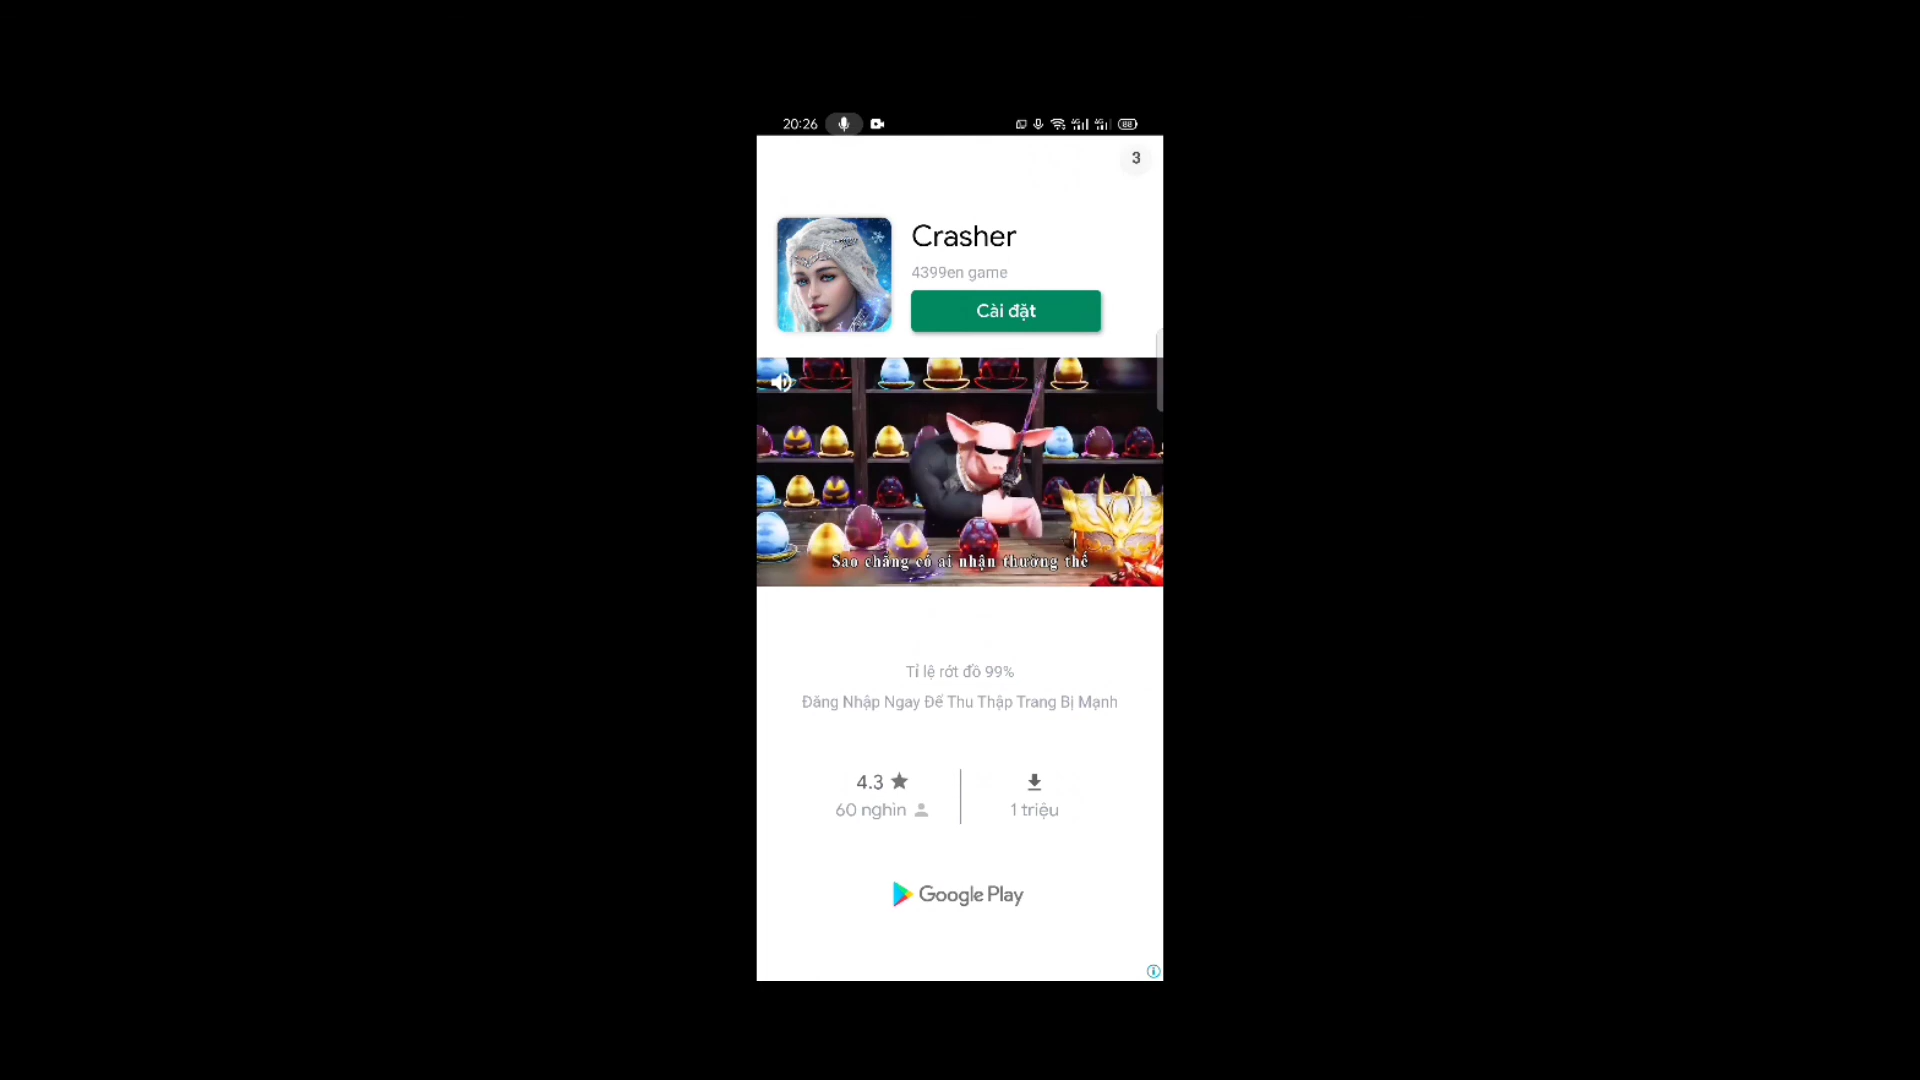 20:26
88
3
Crasher
4399en game
Cài đặt
Sao chẳng có ai nhận thưởng thế
Tỉ lệ rớt đồ 99%
Đăng Nhập Ngay Để Thu Thập Trang Bị Mạnh
4.3 ★
60 nghìn
1 triệu
Google Play